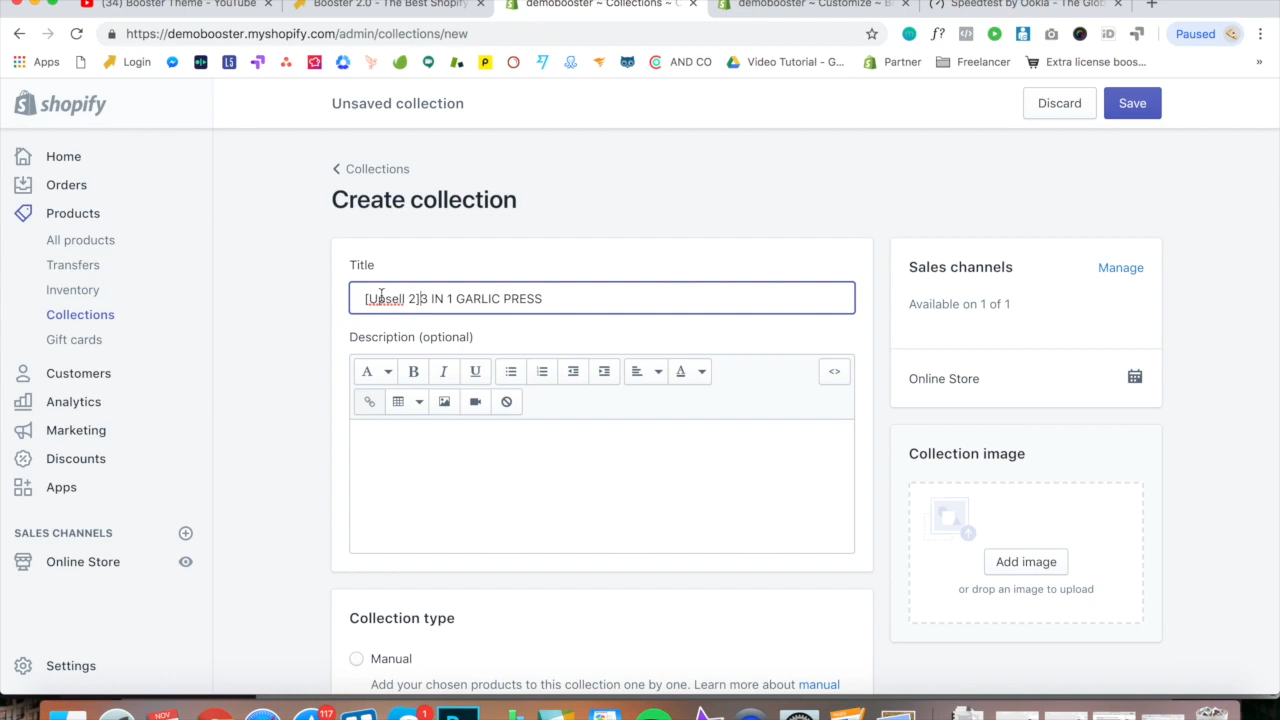 (34) Booster Theme - YouTube
Booster 2.0 - The Best Shopify
demobooster ~ Collections ~ C
demobooster ~ Customize ~ B
Speedtest by Ookla - The Glob
https://demobooster.myshopify.com/admin/collections/new
f?
iD
Paused
Apps
Login
AND CO
Video Tutorial - G...
Partner
Freelancer
Extra license boos...
»
shopify
Unsaved collection
Discard
Save
Home
Orders
Products
All products
Transfers
Inventory
Collections
Gift cards
Customers
Analytics
Marketing
Discounts
Apps
SALES CHANNELS
Online Store
Settings
Collections
Create collection
Title
[Upsell 2]3 IN 1 GARLIC PRESS
Description (optional)
A
B
I
U
A
<>
Collection type
Manual
Add your chosen products to this collection one by one. Learn more about manual
Sales channels
Manage
Available on 1 of 1
Online Store
Collection image
Add image
or drop an image to upload
NOV
117
1